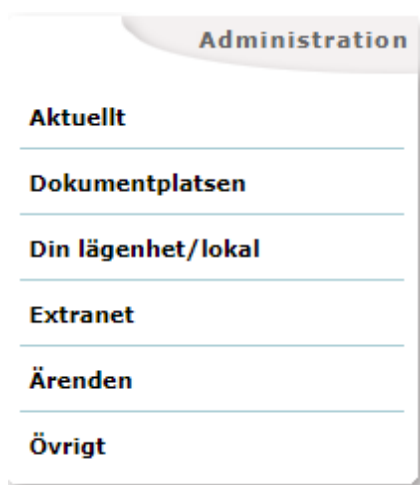 Administration
Aktuellt
Dokumentplatsen
Din lägenhet/lokal
Extranet
Ärenden
Övrigt